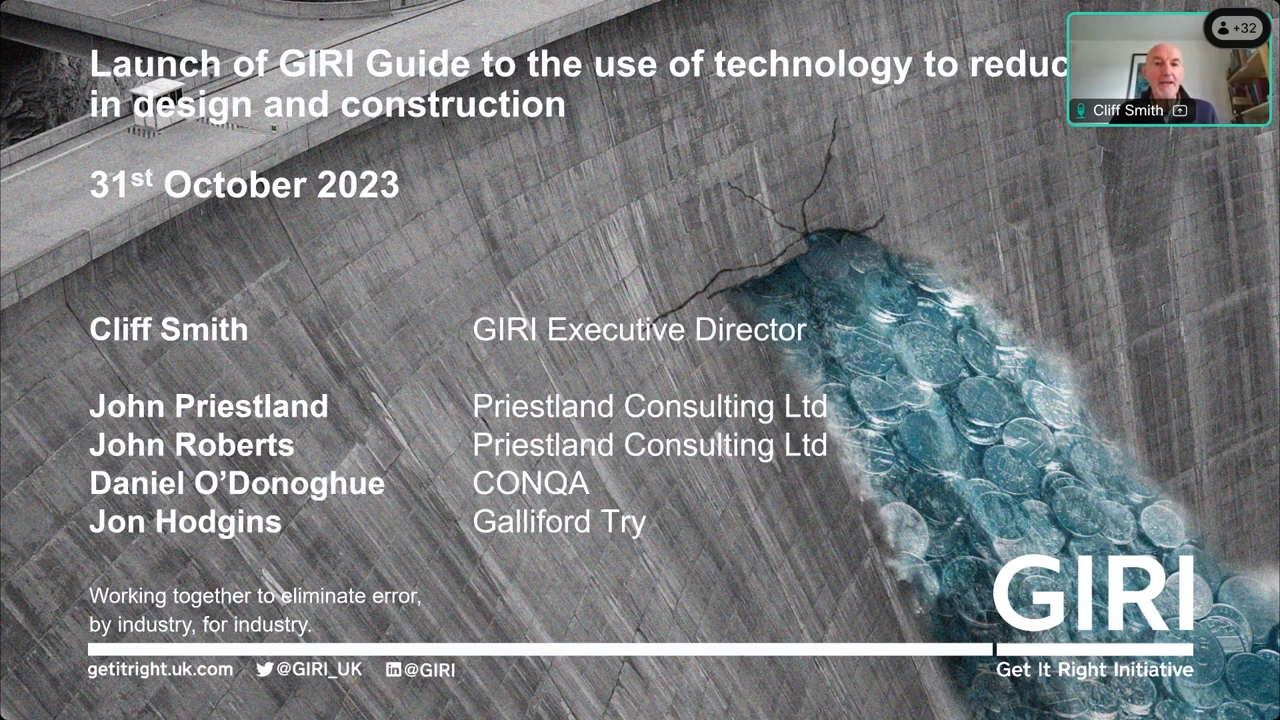 Launch of GIRI Guide to the use of technology to reduc
in design and construction
31st October 2023
+32
Cliff Smith
Cliff Smith GIRI Executive Director
John Priestland Priestland Consulting Ltd
John Roberts Priestland Consulting Ltd
Daniel O’Donoghue CONQA
Jon Hodgins Galliford Try
Working together to eliminate error,
by industry, for industry.
GIRI
getitright.uk.com @GIRI_UK in @GIRI
Get It Right Initiative